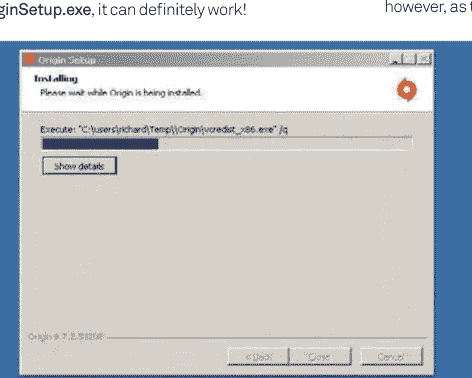 ginSetup.exe, it can definitely work!
however, as t
Origin Setup
Installing
Please wait while Origin is being installed.
Execute: "C:\users\richard\Temp\\Origin\vcredist_x86.exe" /q
Show details
< Back
Close
Cancel